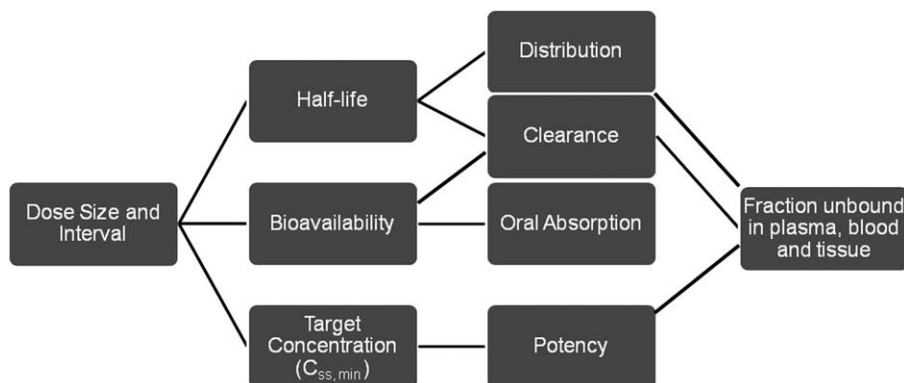 Distribution
Half-life
Clearance
Dose Size and
Interval
Bioavailability
Oral Absorption
Fraction unbound
in plasma, blood
and tissue
Target
Concentration
(Css,min)
Potency